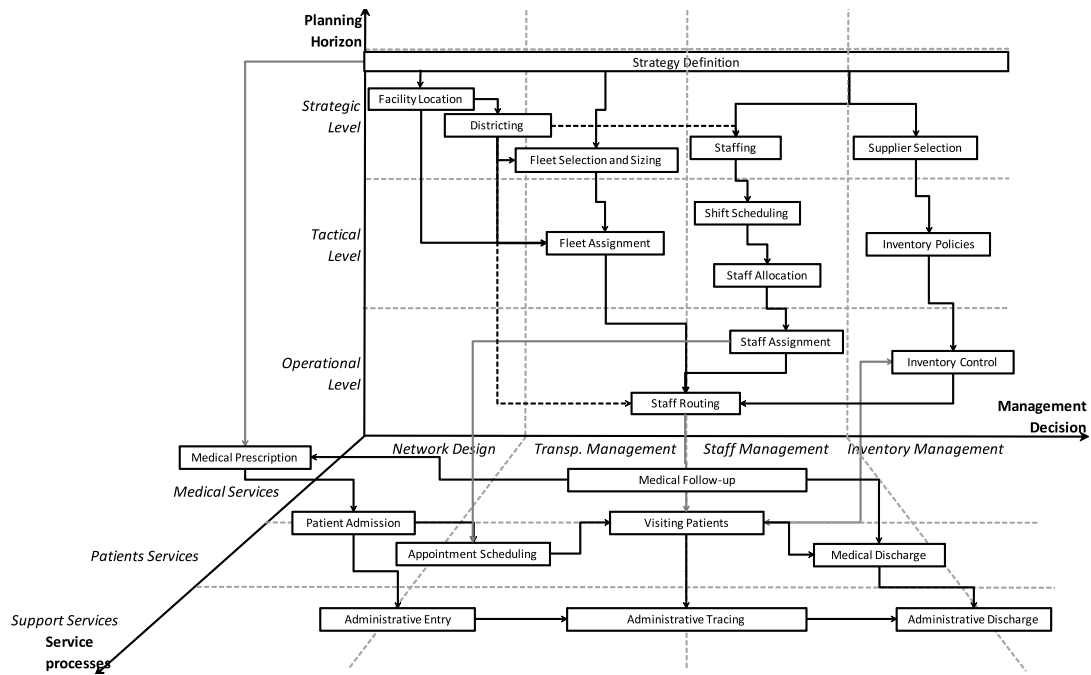 Planning
Horizon
Strategy Definition
Facility Location
Strategic
Level
Districting
Staffing
Supplier Selection
Fleet Selection and Sizing
Shift Scheduling
Tactical
Level
Fleet Assignment
Inventory Policies
Staff Allocation
Staff Assignment
Operational
Level
Inventory Control
Staff Routing
Management
Decision
Network Design
Transp. Management
Staff Management
Inventory Management
Medical Prescription
Medical Services
Medical Follow-up
Patient Admission
Visiting Patients
Patients Services
Appointment Scheduling
Medical Discharge
Support Services
Administrative Entry
Administrative Tracing
Administrative Discharge
Service
processes